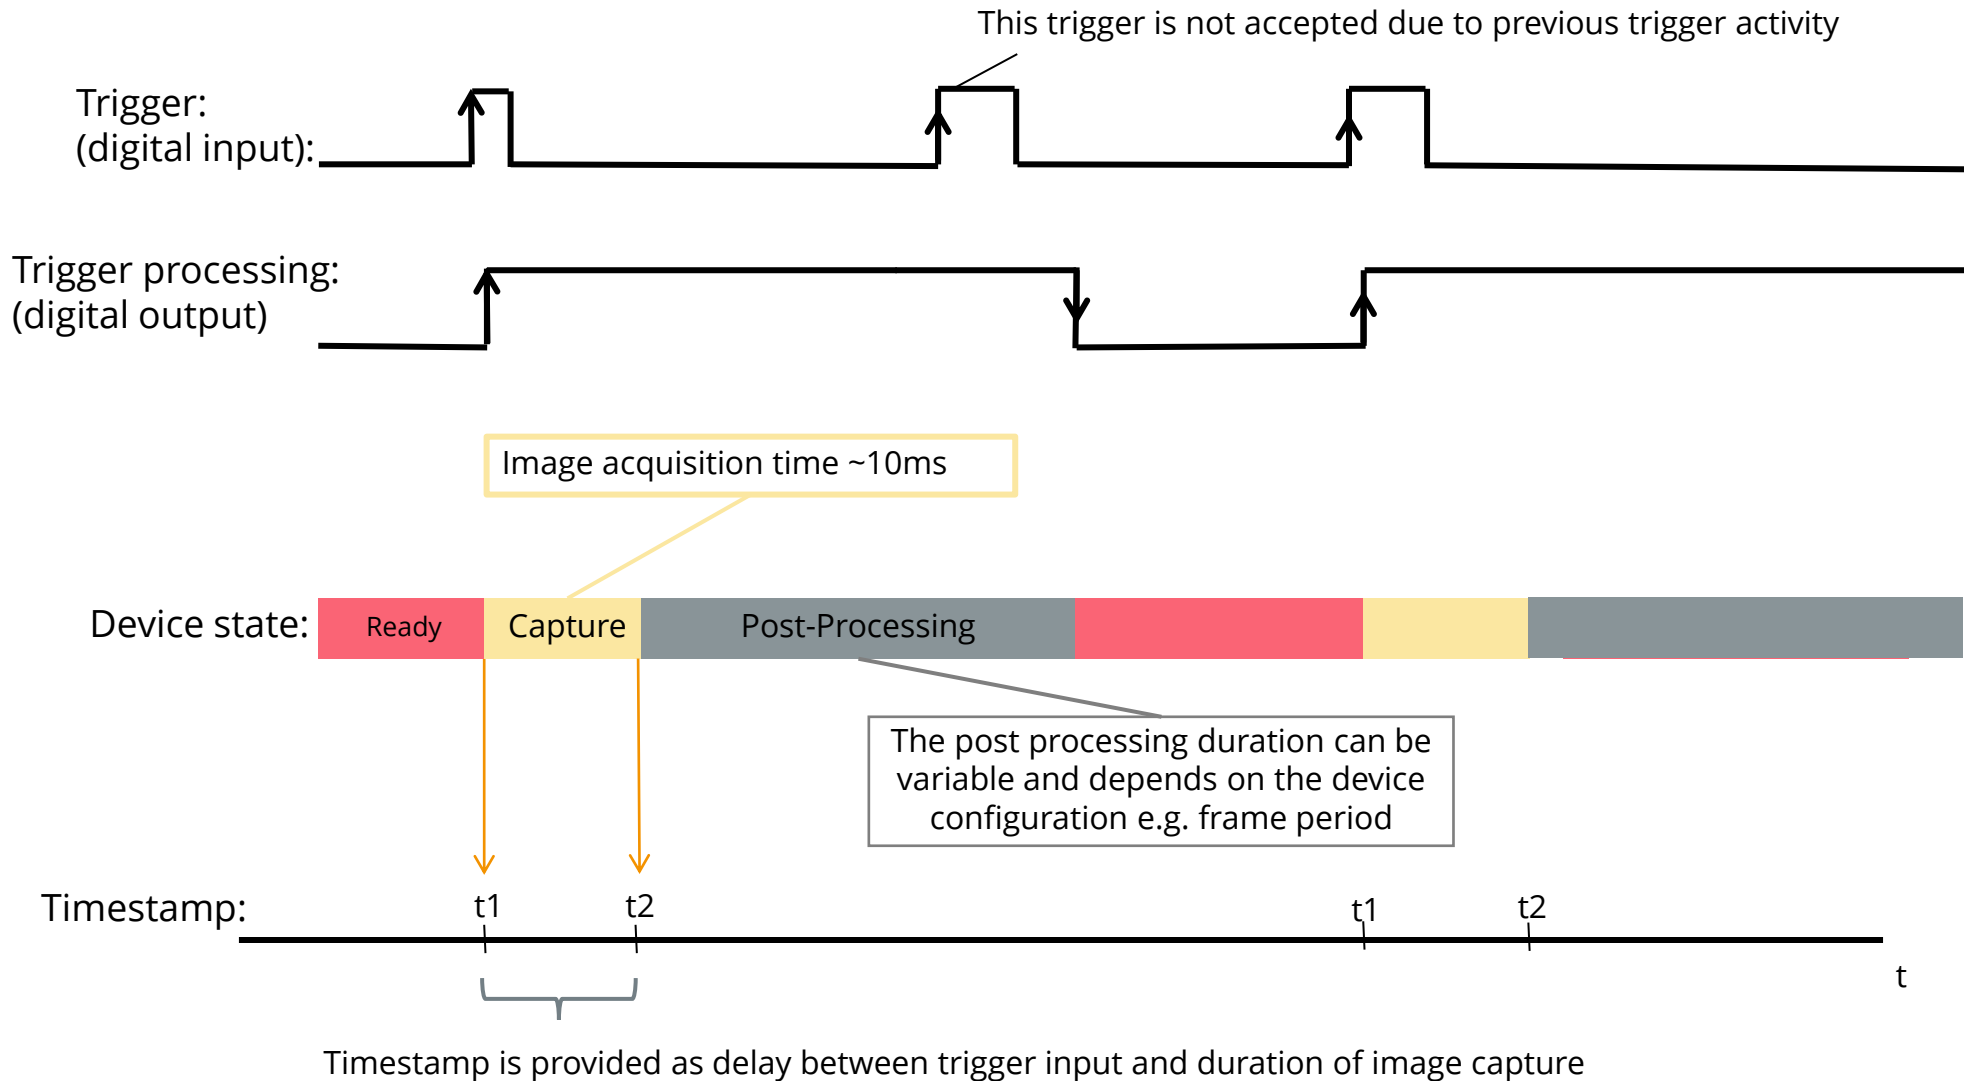 This trigger is not accepted due to previous trigger activity
Trigger:
(digital input):
Trigger processing:
(digital output)
Image acquisition time ~10ms
Device state:
Ready
Capture
Post-Processing
The post processing duration can be
variable and depends on the device
configuration e.g. frame period
Timestamp:
t1
t2
t1
t2
t
Timestamp is provided as delay between trigger input and duration of image capture